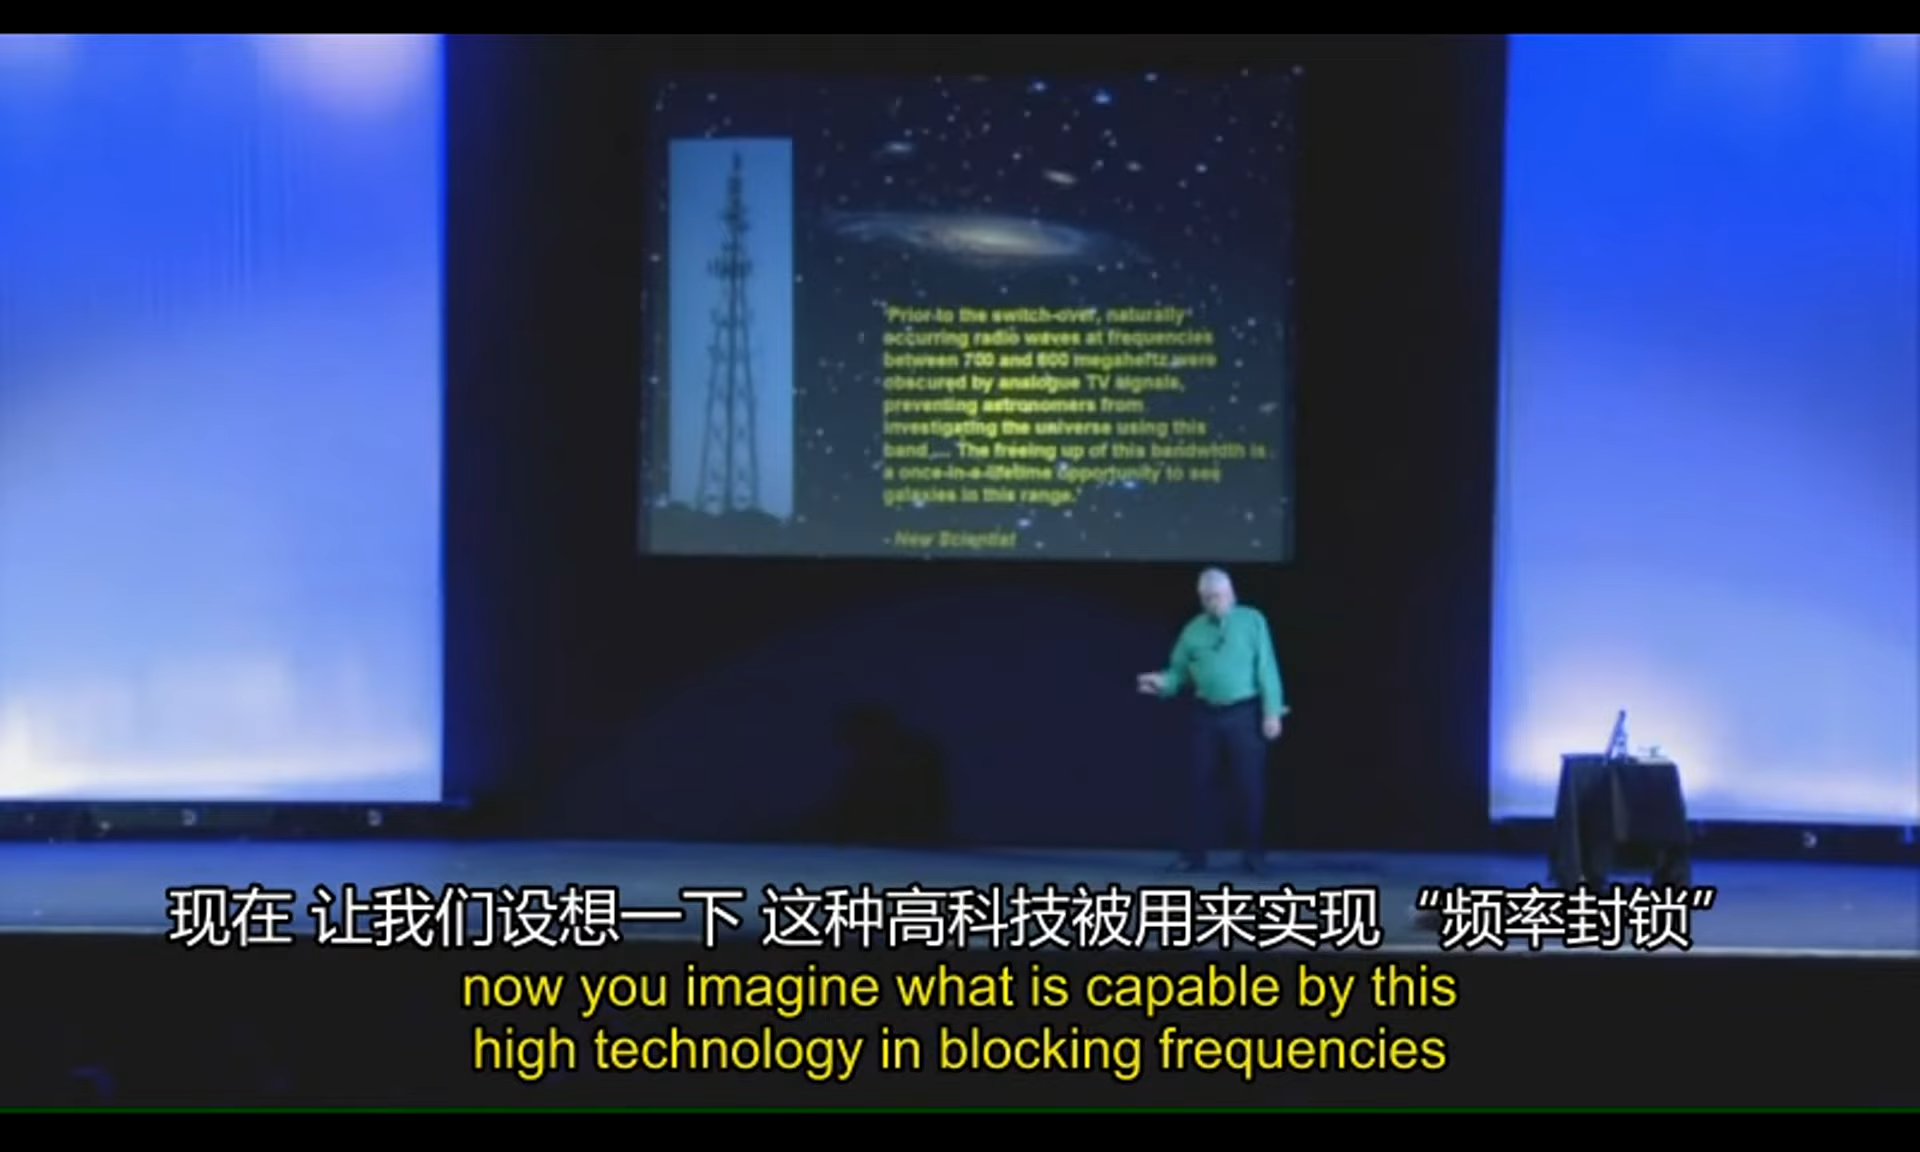 'Prior to the switch-over, naturally
occurring radio waves at frequencies
between 700 and 800 megahertz were
obscured by analogue TV signals,
preventing astronomers from
investigating the universe using this
band.... The freeing up of this bandwidth is
a once-in-a-lifetime opportunity to see
galaxies in this range.'
- New Scientist
现在 让我们设想一下 这种高科技被用来实现 “频率封锁”
now you imagine what is capable by this
high technology in blocking frequencies